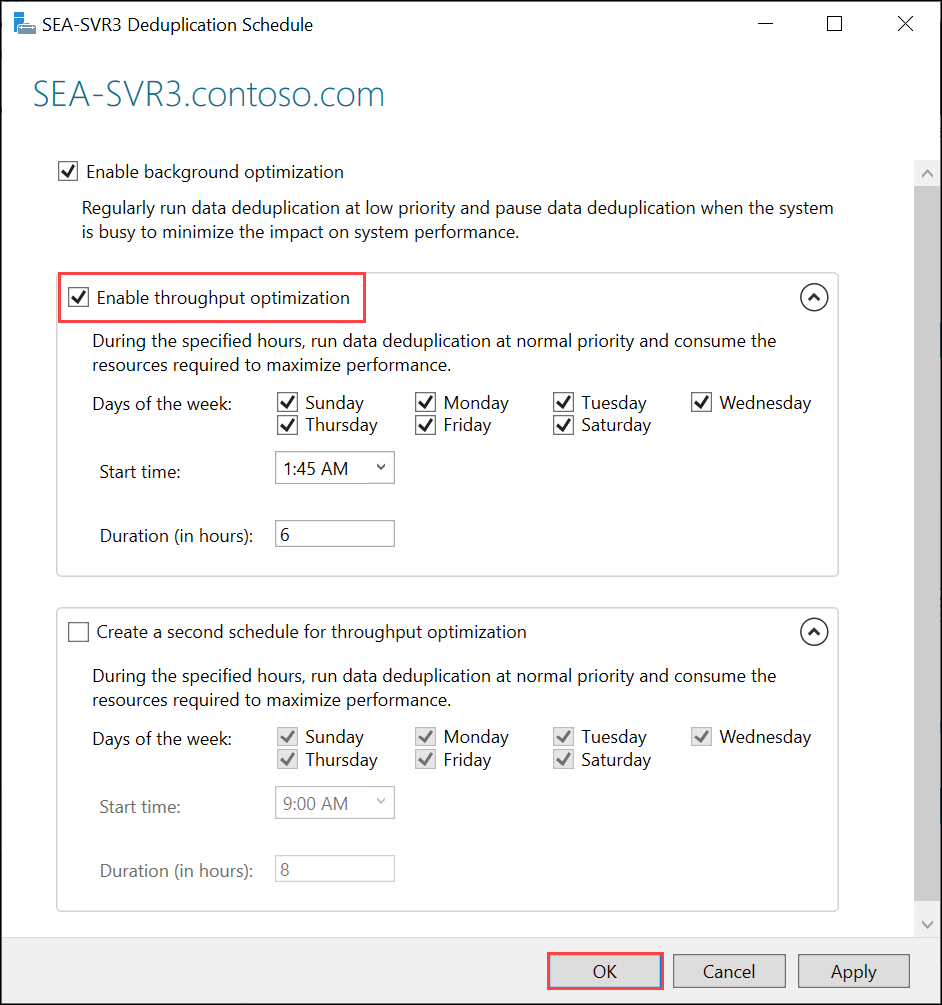 SEA-SVR3 Deduplication Schedule
SEA-SVR3.contoso.com
Enable background optimization
Regularly run data deduplication at low priority and pause data deduplication when the system
is busy to minimize the impact on system performance.
Enable throughput optimization
During the specified hours, run data deduplication at normal priority and consume the
resources required to maximize performance.
Days of the week: Sunday Monday Tuesday Wednesday
Thursday Friday Saturday
Start time: 1:45 AM
Duration (in hours): 6
Create a second schedule for throughput optimization
During the specified hours, run data deduplication at normal priority and consume the
resources required to maximize performance.
Days of the week: Sunday Monday Tuesday Wednesday
Thursday Friday Saturday
Start time: 9:00 AM
Duration (in hours): 8
OK Cancel Apply